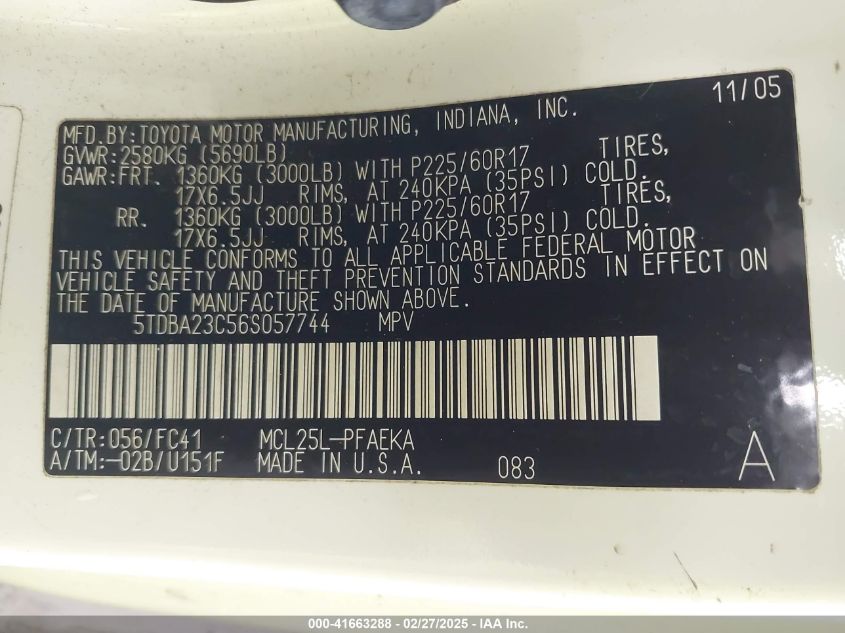 11/05
MFD.BY:TOYOTA MOTOR MANUFACTURING, INDIANA, INC.
GVWR:2580KG (5690LB)
GAWR:FRT. 1360KG (3000LB) WITH P225/60R17 TIRES,
17X6.5JJ RIMS, AT 240KPA (35PSI) COLD.
RR. 1360KG (3000LB) WITH P225/60R17 TIRES,
17X6.5JJ RIMS, AT 240KPA (35PSI) COLD.
THIS VEHICLE CONFORMS TO ALL APPLICABLE FEDERAL MOTOR
VEHICLE SAFETY AND THEFT PREVENTION STANDARDS IN EFFECT ON
THE DATE OF MANUFACTURE SHOWN ABOVE.
5TDBA23C56S057744 MPV
C/TR:056/FC41 MCL25L-PFAEKA
A/TM:-02B/U151F MADE IN U.S.A. 083 A
000-41663288 - 02/27/2025 - IAA Inc.